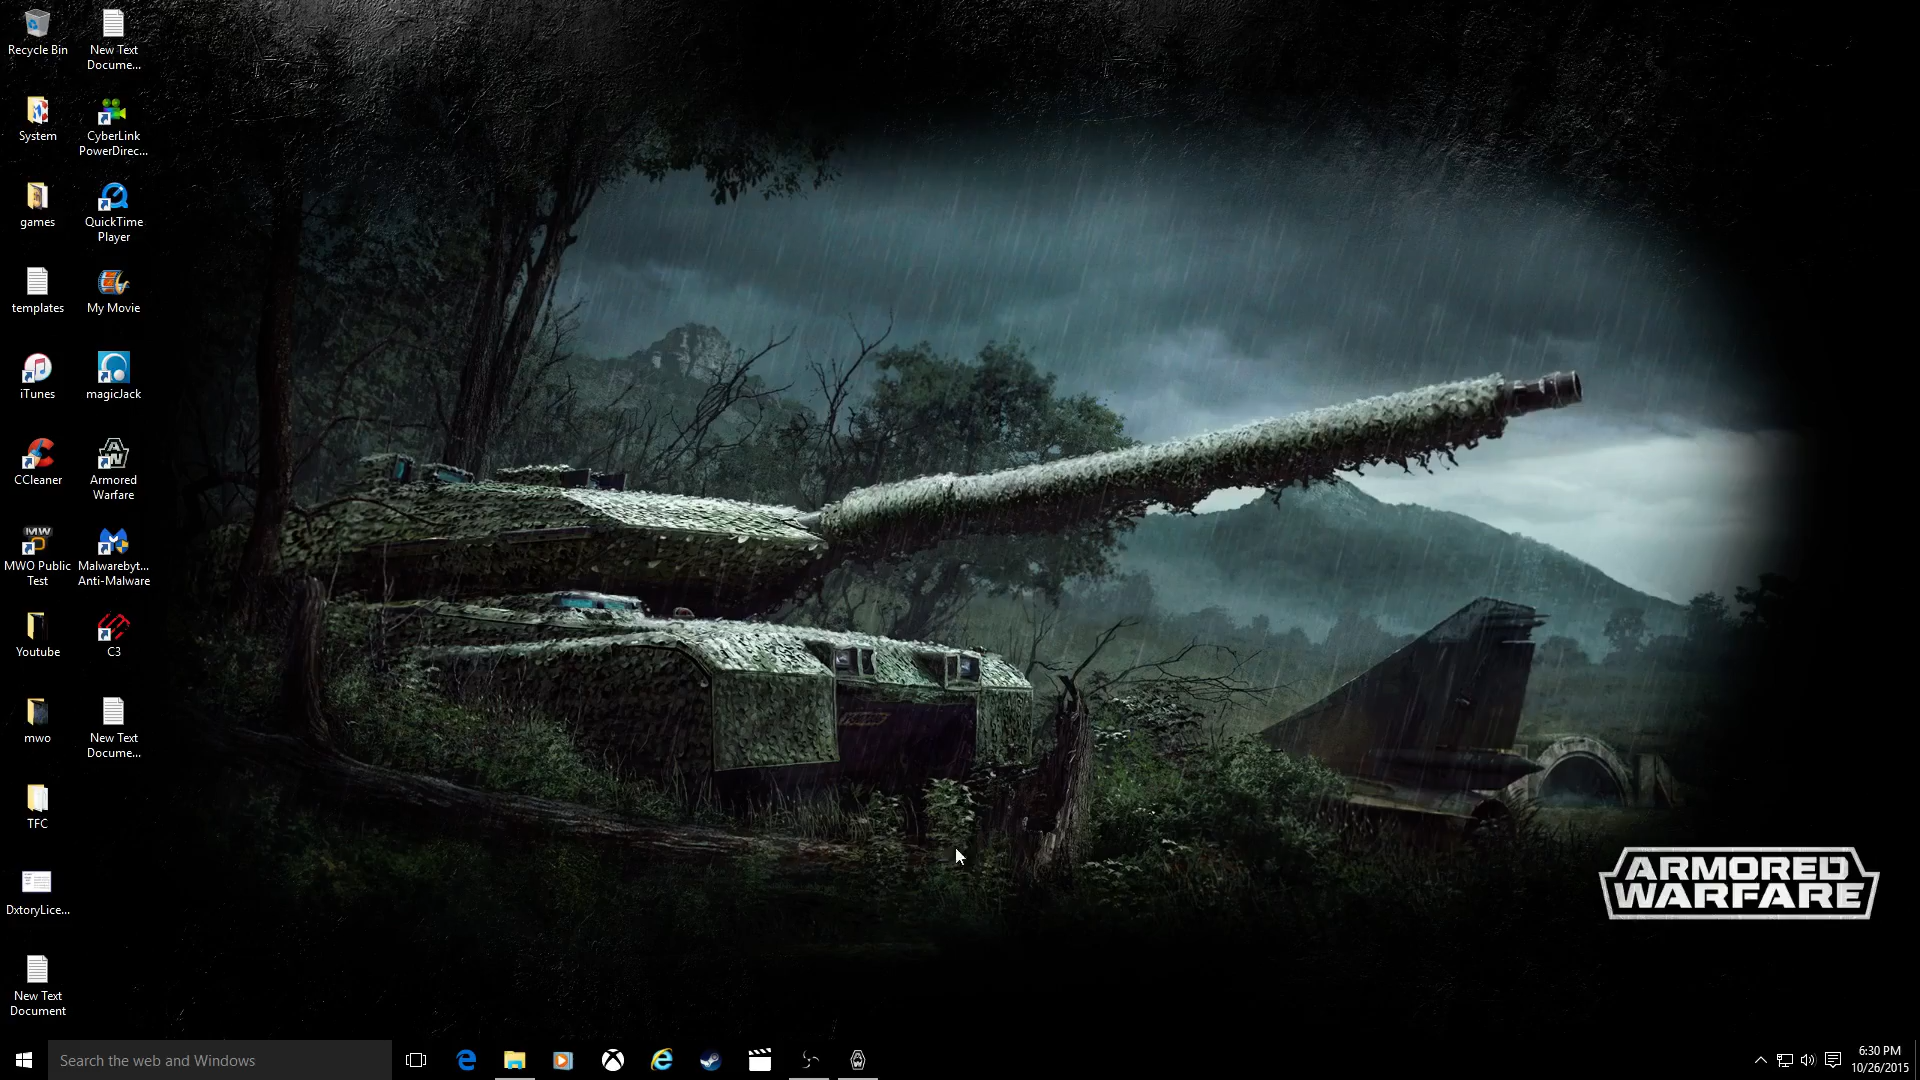 Recycle Bin
New Text
Docume...
System
CyberLink
PowerDirec...
games
QuickTime
Player
templates
My Movie
iTunes
magicJack
CCleaner
Armored
Warfare
MWO Public
Test
Malwarebyt...
Anti-Malware
Youtube
C3
mwo
New Text
Docume...
TFC
DxtoryLice...
New Text
Document
ARMORED
WARFARE
Search the web and Windows
6:30 PM
10/26/2015